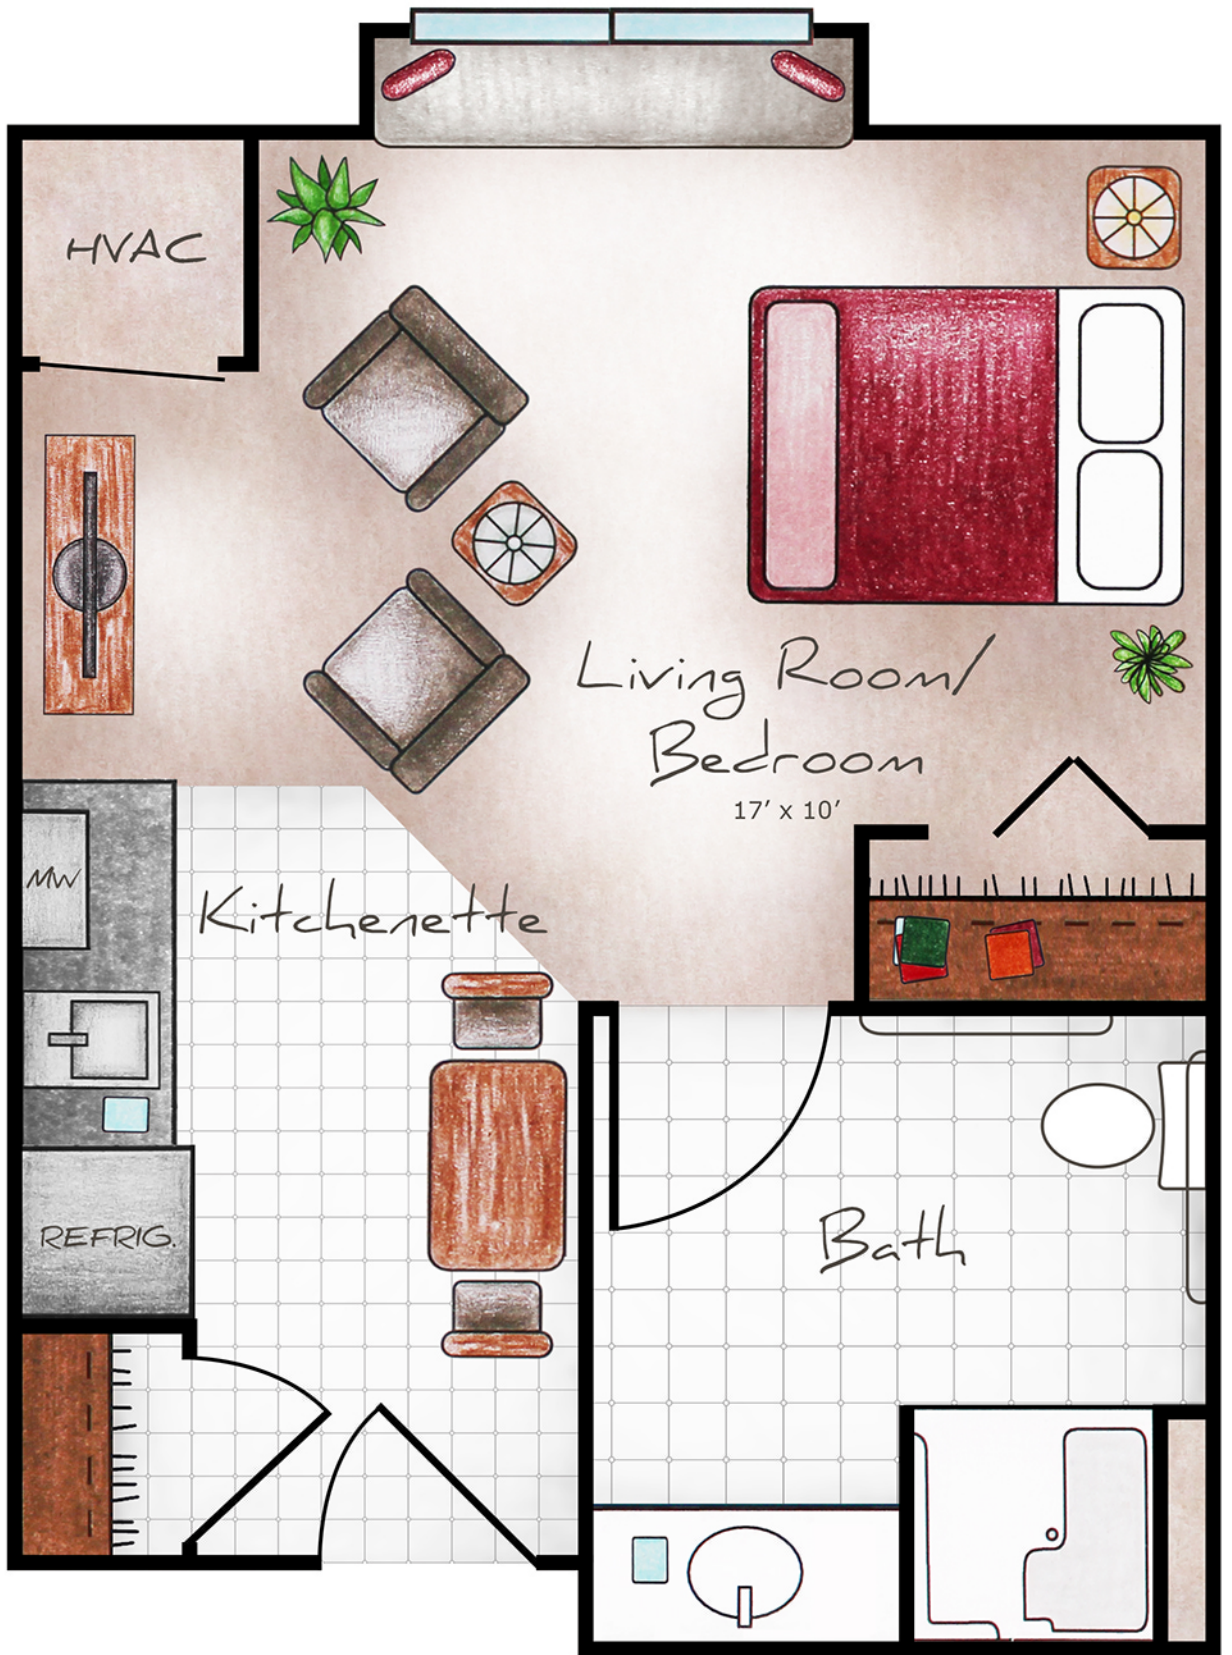 HVAC
Living Room/
Bedroom
17' x 10'
MW
Kitchenette
REFRIG.
Bath